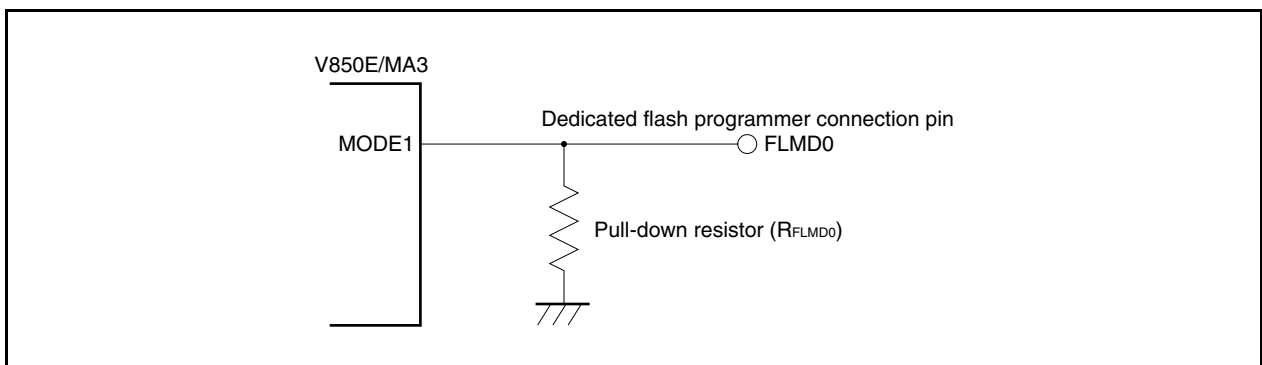 V850E/MA3
Dedicated flash programmer connection pin
MODE1
FLMD0
Pull-down resistor (RFLMD0)